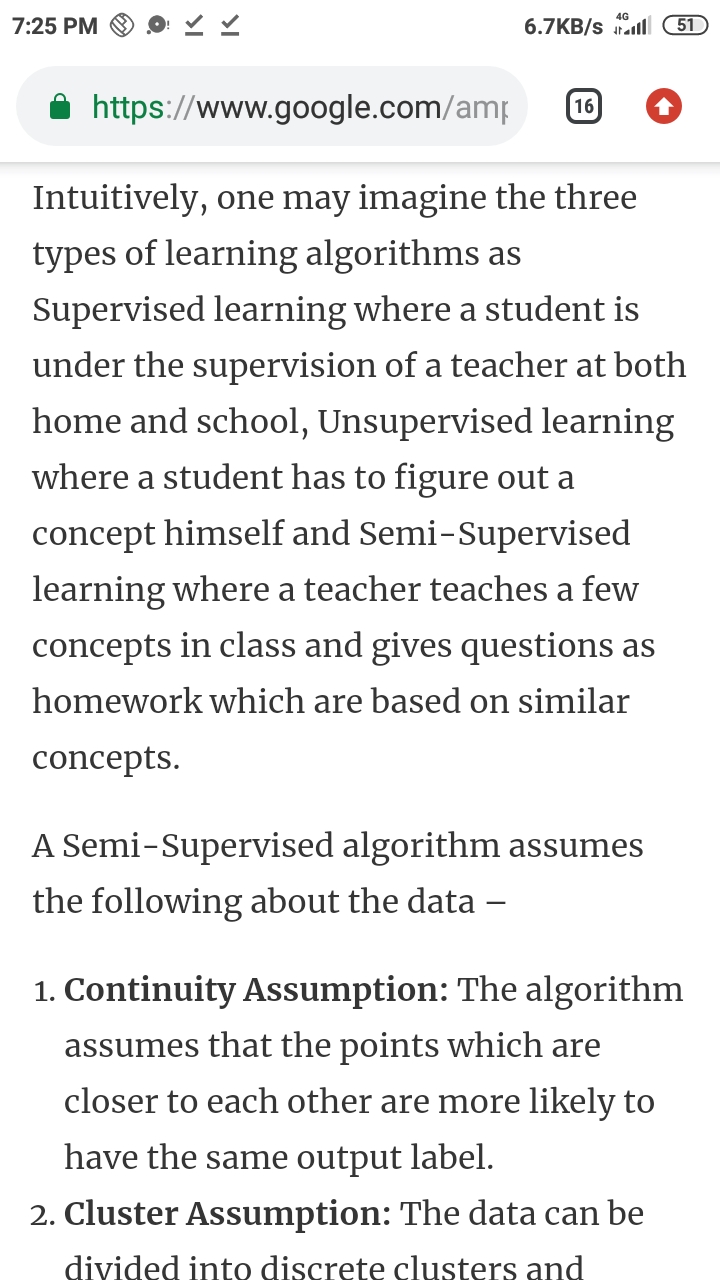 7:25 PM 6.7KB/s 4G 51
https://www.google.com/amp 16
Intuitively, one may imagine the three
types of learning algorithms as
Supervised learning where a student is
under the supervision of a teacher at both
home and school, Unsupervised learning
where a student has to figure out a
concept himself and Semi-Supervised
learning where a teacher teaches a few
concepts in class and gives questions as
homework which are based on similar
concepts.
A Semi-Supervised algorithm assumes
the following about the data –
1. Continuity Assumption: The algorithm
assumes that the points which are
closer to each other are more likely to
have the same output label.
2. Cluster Assumption: The data can be
divided into discrete clusters and